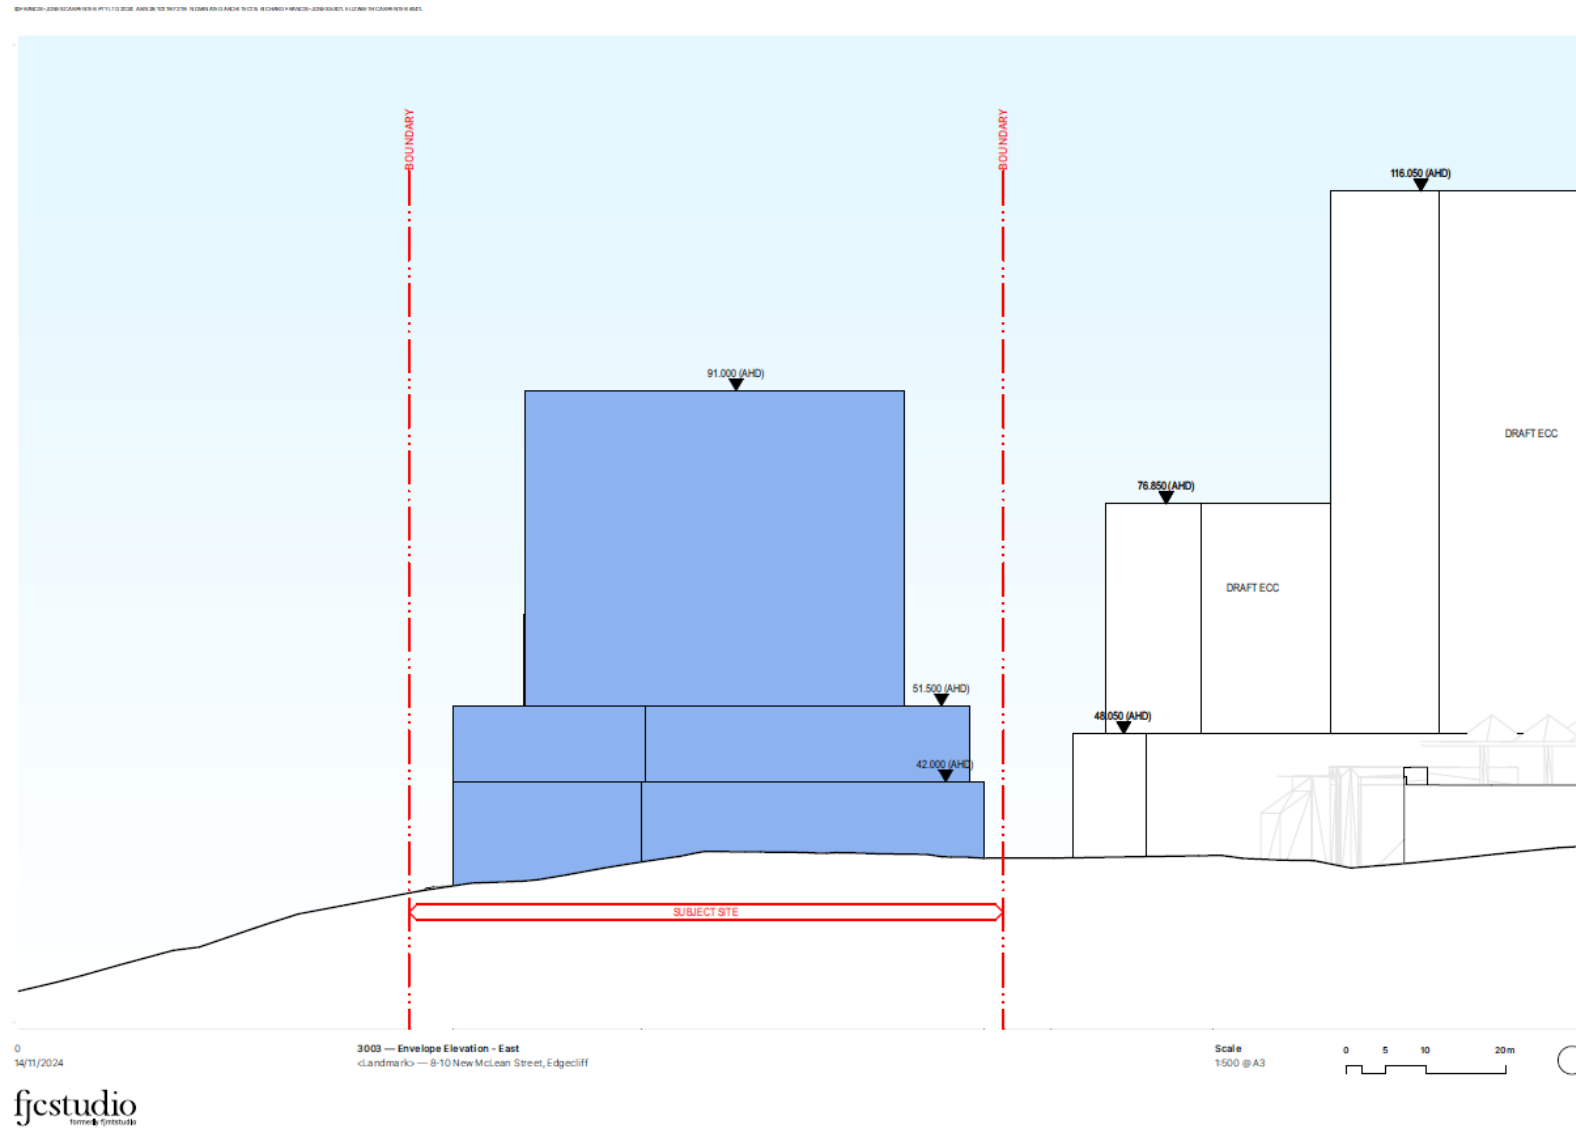 BOUNDARY
BOUNDARY
116.050 (AHD)
91.000 (AHD)
DRAFT ECC
76.850 (AHD)
DRAFT ECC
51.500 (AHD)
48.050 (AHD)
42.000 (AHD)
SUBJECT SITE
0
14/11/2024
3003 — Envelope Elevation - East
<Landmark> — 8-10 New McLean Street, Edgecliff
Scale
1:500 @ A3
0 5 10 20m
fjcstudio
formerly fjmtstudio